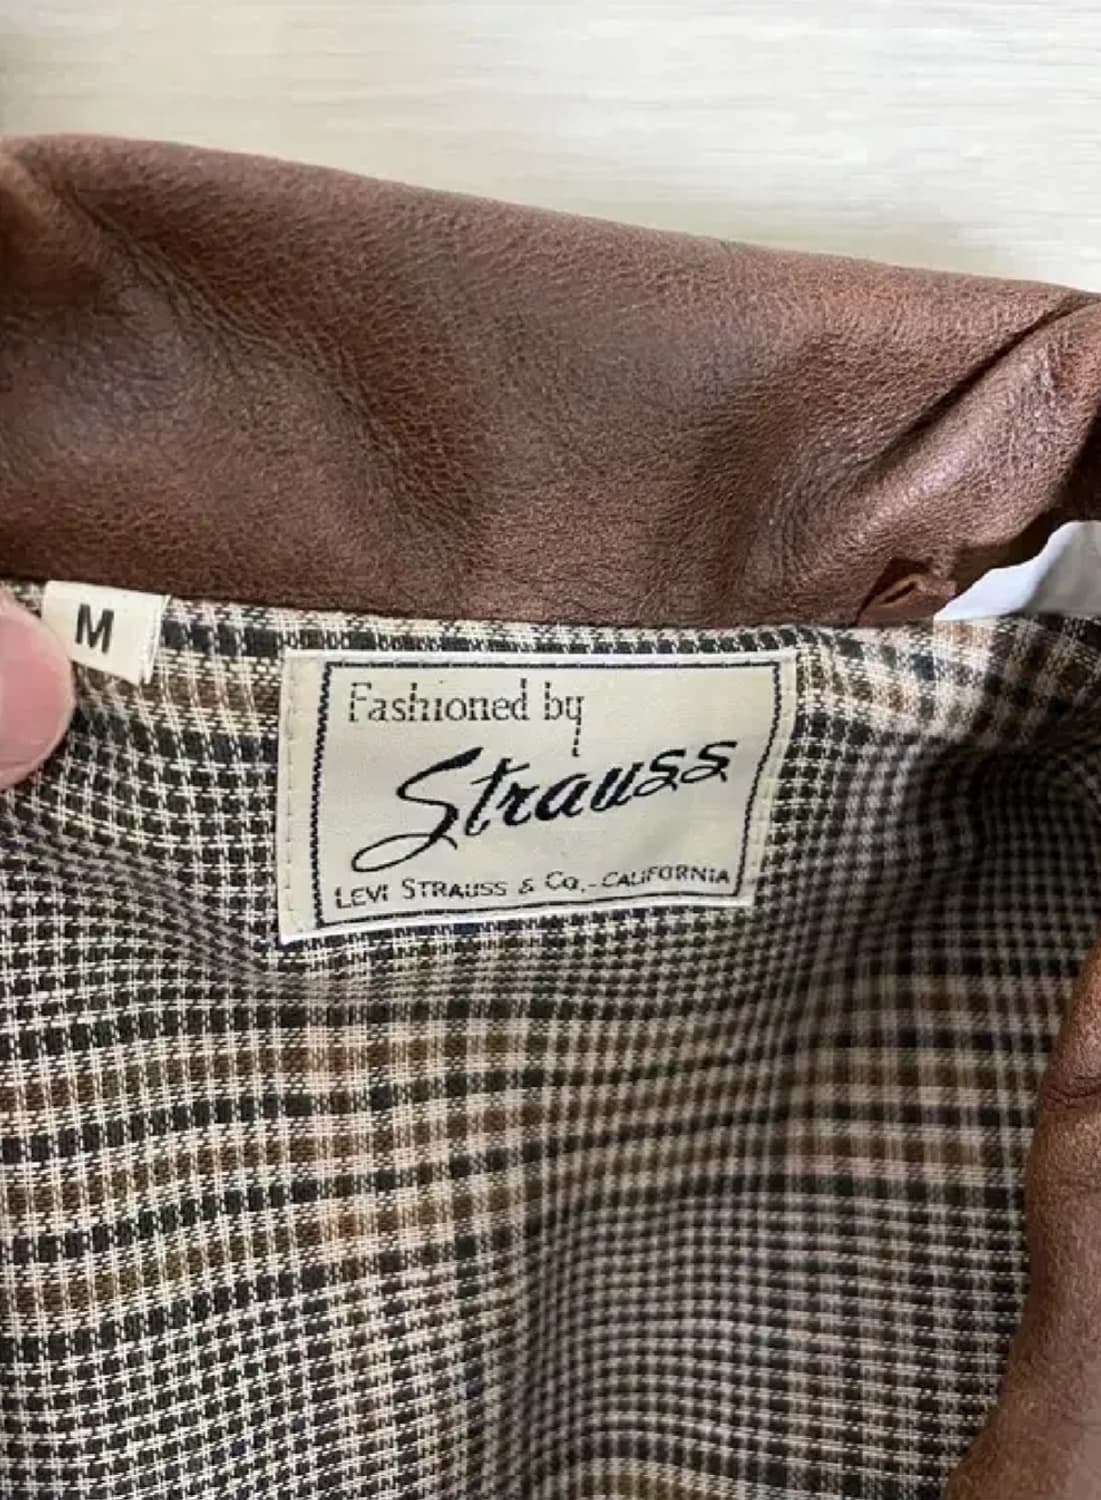 M
Fashioned by
Strauss
LEVI STRAUSS & CO.-CALIFORNIA